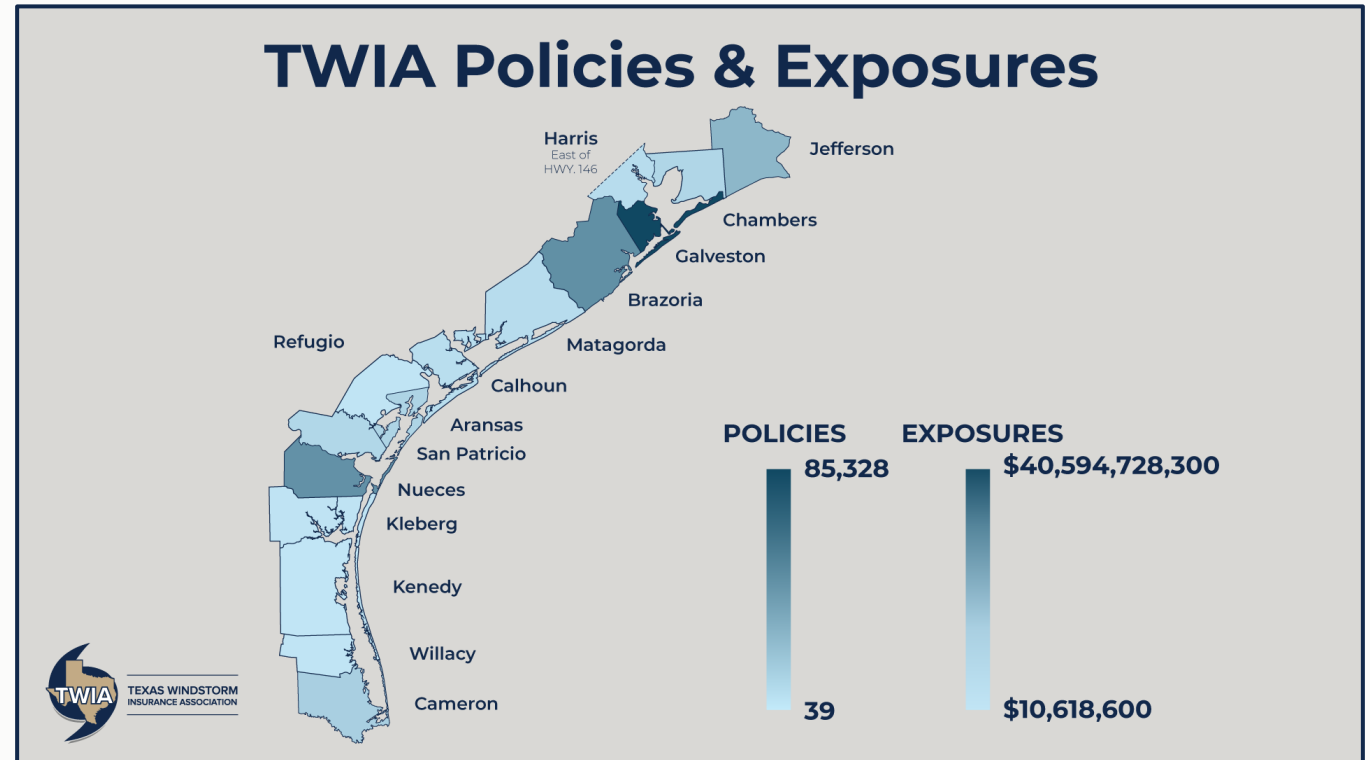 TWIA Policies & Exposures
Harris
East of
HWY. 146
Jefferson
Chambers
Galveston
Brazoria
Matagorda
Refugio
Calhoun
Aransas
San Patricio
Nueces
Kleberg
Kenedy
Willacy
Cameron
POLICIES
85,328
39
EXPOSURES
$40,594,728,300
$10,618,600
TWIA
TEXAS WINDSTORM
INSURANCE ASSOCIATION